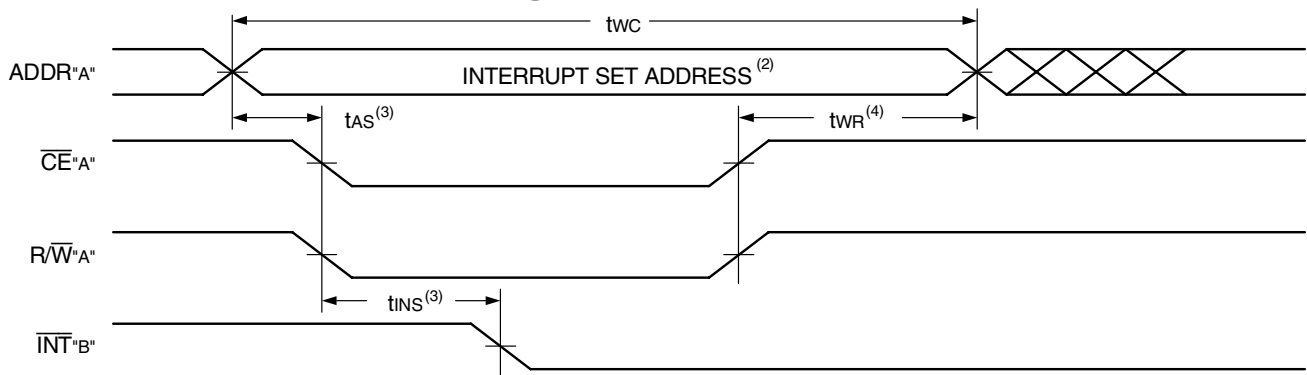 tWC
ADDR"A"
INTERRUPT SET ADDRESS(2)
tAS(3)
tWR(4)
CE"A"
R/W"A"
tINS(3)
INT"B"